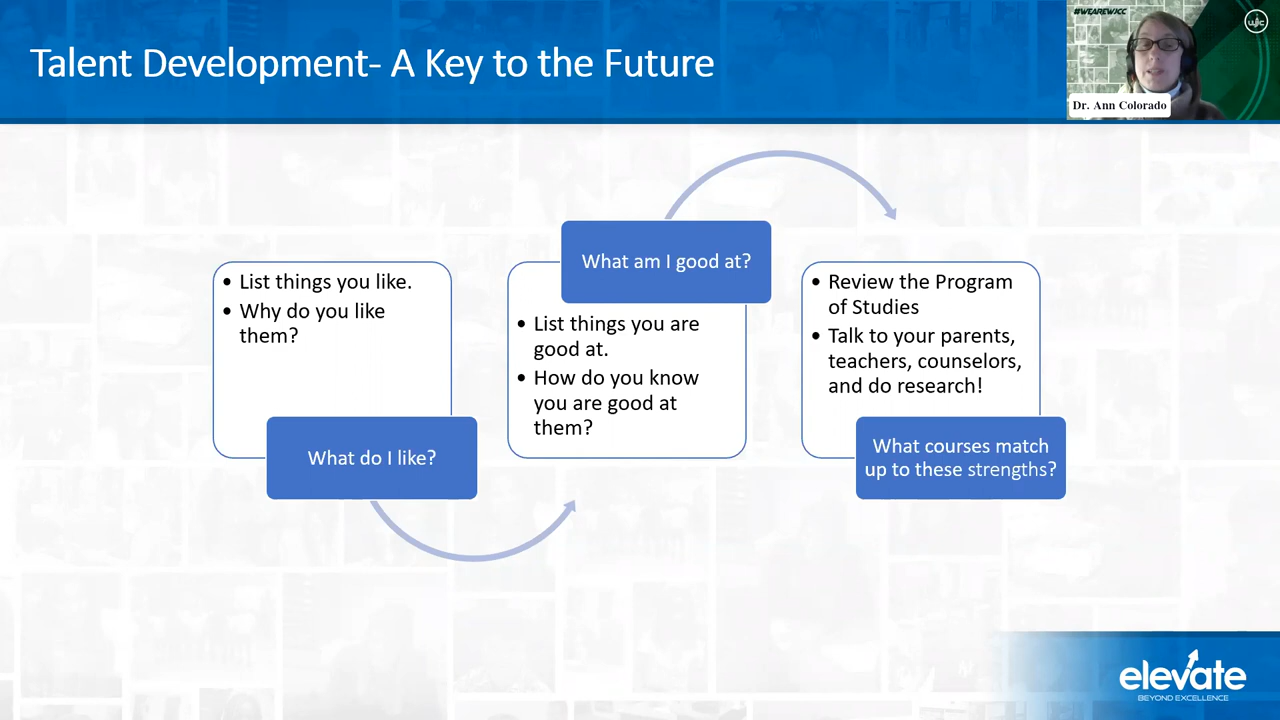 Talent Development- A Key to the Future
#WEAREWJCC
wjcc
Dr. Ann Colorado
• List things you like.
• Why do you like
them?
What do I like?
What am I good at?
• List things you are
good at.
• How do you know
you are good at
them?
• Review the Program
of Studies
• Talk to your parents,
teachers, counselors,
and do research!
What courses match
up to these strengths?
elevate
BEYOND EXCELLENCE